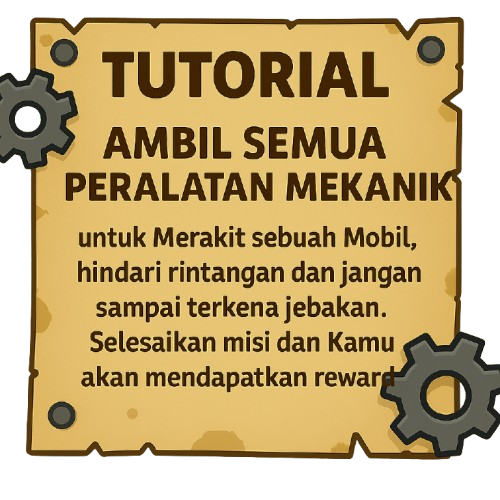 TUTORIAL
AMBIL SEMUA
PERALATAN MEKANIK
untuk Merakit sebuah Mobil,
hindari rintangan dan jangan
sampai terkena jebakan.
Selesaikan misi dan Kamu
akan mendapatkan reward